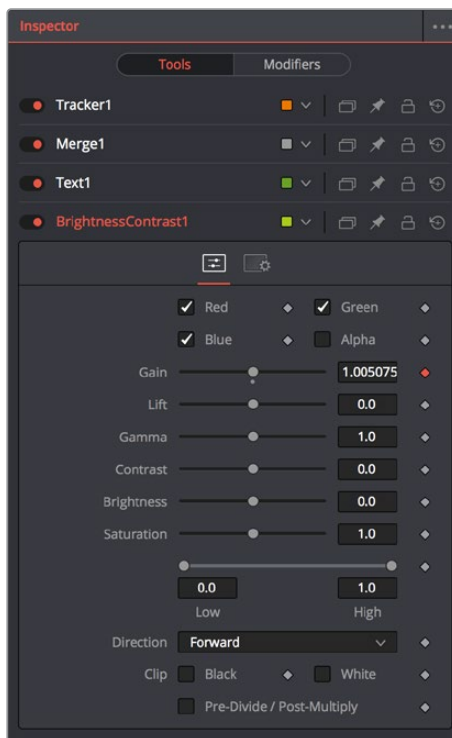 Inspector
Tools Modifiers
Tracker1
Merge1
Text1
BrightnessContrast1
Red Green
Blue Alpha
Gain 1.005075
Lift 0.0
Gamma 1.0
Contrast 0.0
Brightness 0.0
Saturation 1.0
0.0 1.0
Low High
Direction Forward
Clip Black White
Pre-Divide / Post-Multiply